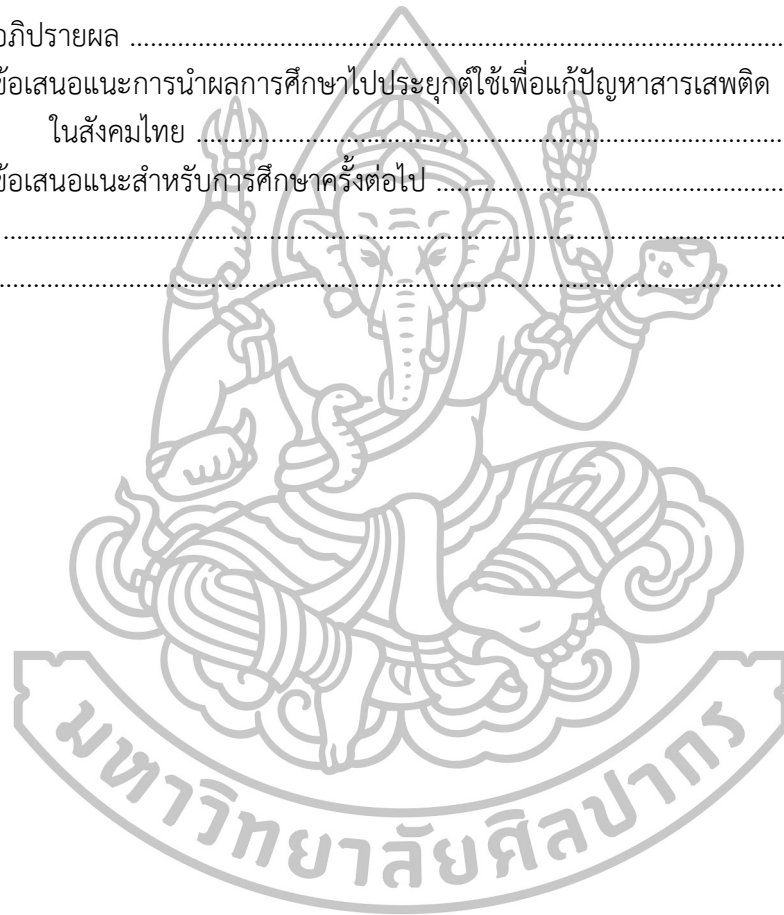 อภิปรายผล ........................................................................................................
ข้อเสนอแนะการนำผลการศึกษาไปประยุกต์ใช้เพื่อแก้ปัญหาสารเสพติด
ในสังคมไทย ........................................................................................
ข้อเสนอแนะสำหรับการศึกษาครั้งต่อไป .....................................................
........................................................................................................................
........................................................................................................................
มหาวิทยาลัยศิลปากร